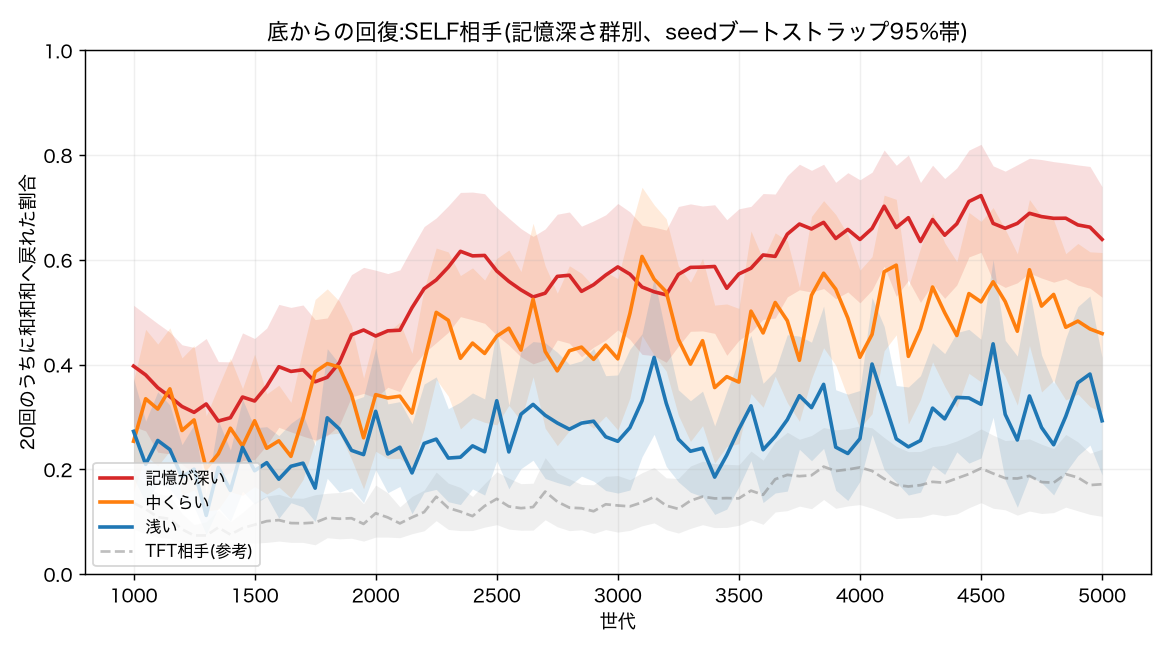 底からの回復:SELF相手(記憶深さ群別、seedブートストラップ95%帯)
20回のうちに和和和へ戻れた割合
1.0
0.8
0.6
0.4
0.2
0.0
記憶が深い
中くらい
浅い
TFT相手(参考)
1000 1500 2000 2500 3000 3500 4000 4500 5000
世代